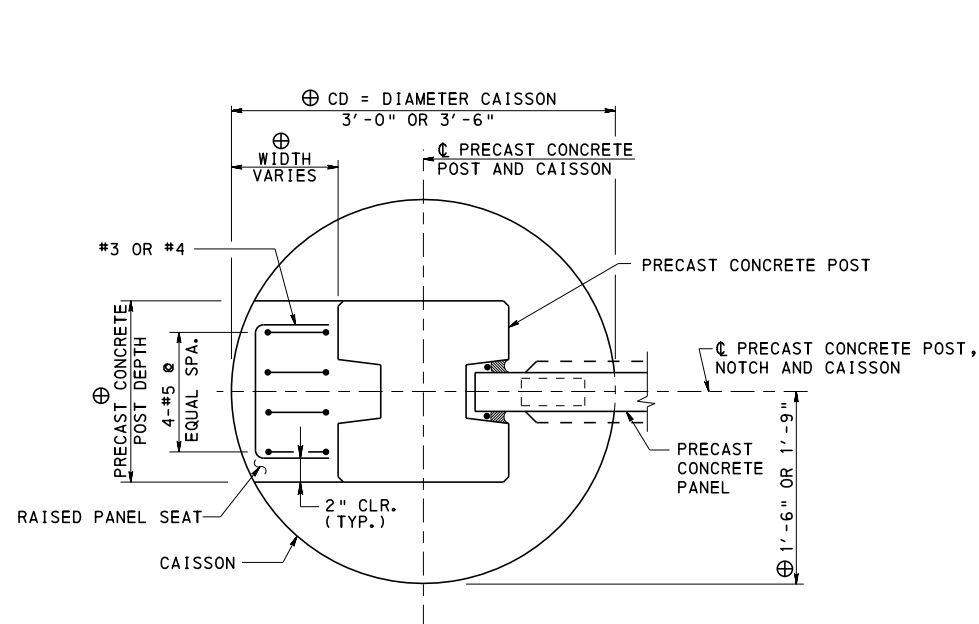 ⊕ CD = DIAMETER CAISSON
3'-0" OR 3'-6"
⊕
WIDTH
VARIES
℄ PRECAST CONCRETE
POST AND CAISSON
#3 OR #4
PRECAST CONCRETE POST
⊕ PRECAST CONCRETE
POST DEPTH
4-#5 @
EQUAL SPA.
℄ PRECAST CONCRETE POST,
NOTCH AND CAISSON
PRECAST
CONCRETE
PANEL
⊕ 1'-6" OR 1'-9"
2" CLR.
(TYP.)
RAISED PANEL SEAT
CAISSON